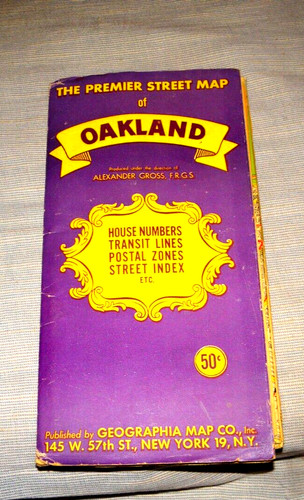 THE PREMIER STREET MAP
of
OAKLAND
Produced under the direction of
ALEXANDER GROSS, F.R.G.S
HOUSE NUMBERS
TRANSIT LINES
POSTAL ZONES
STREET INDEX
ETC.
50¢
Published by GEOGRAPHIA MAP CO., Inc.
145 W. 57th ST., NEW YORK 19, N.Y.